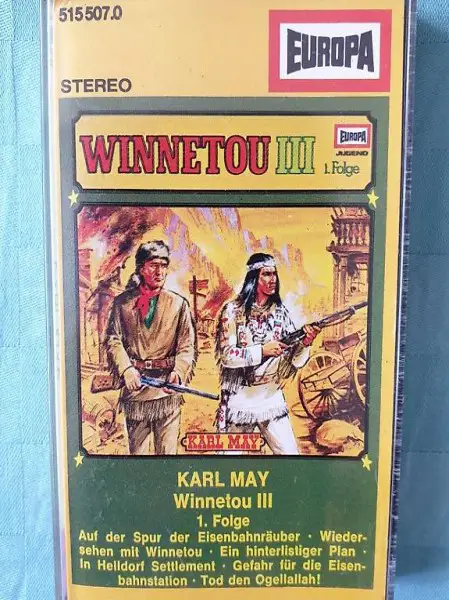 515 507.0
EUROPA
STEREO
WINNETOU III
1. Folge
EUROPA
JUGEND
KARL MAY
KARL MAY
Winnetou III
1. Folge
Auf der Spur der Eisenbahnräuber · Wieder-
sehen mit Winnetou · Ein hinterlistiger Plan ·
In Helldorf Settlement · Gefahr für die Eisen-
bahnstation · Tod den Ogellallah!